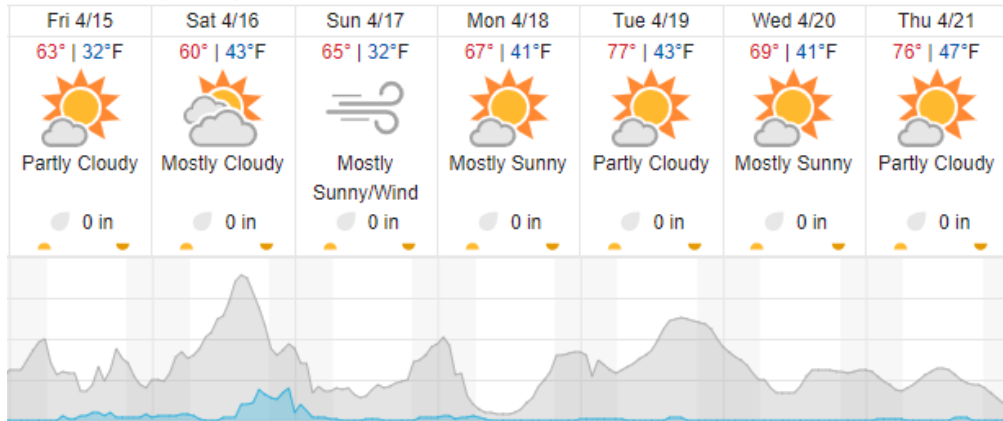 Fri 4/15 Sat 4/16 Sun 4/17 Mon 4/18 Tue 4/19 Wed 4/20 Thu 4/21
63° | 32°F 60° | 43°F 65° | 32°F 67° | 41°F 77° | 43°F 69° | 41°F 76° | 47°F
Partly Cloudy Mostly Cloudy Mostly Mostly Sunny Partly Cloudy Mostly Sunny Partly Cloudy
Sunny/Wind
0 in 0 in 0 in 0 in 0 in 0 in 0 in